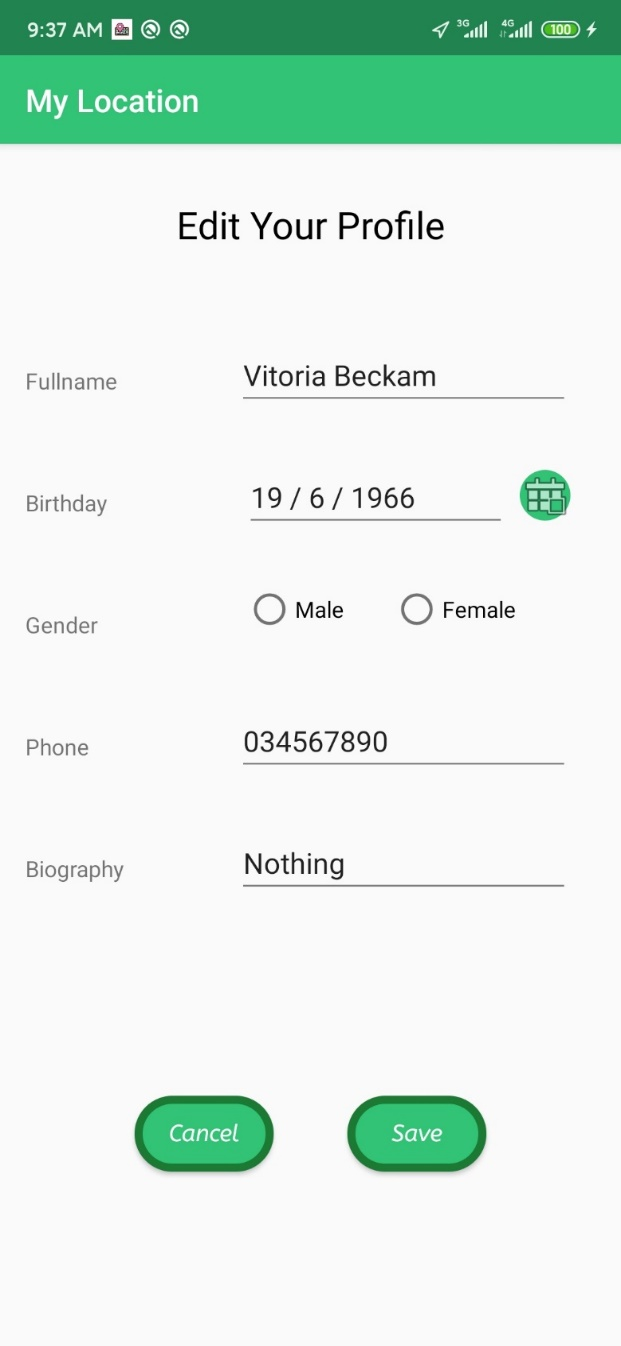 9:37 AM 3G 4G 100
My Location
Edit Your Profile
Fullname Vitoria Beckam
Birthday 19 / 6 / 1966
Gender Male Female
Phone 034567890
Biography Nothing
Cancel Save